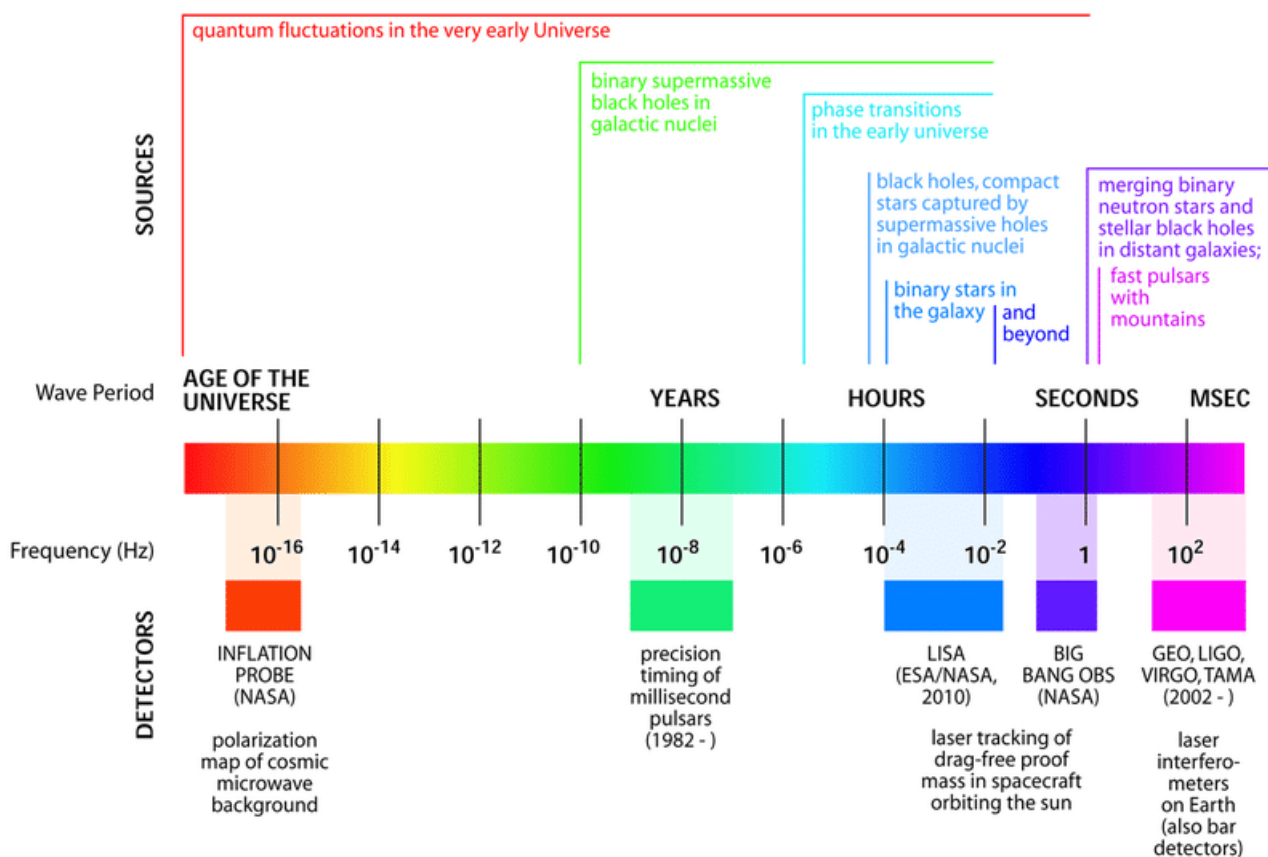 quantum fluctuations in the very early Universe
binary supermassive
black holes in
galactic nuclei
phase transitions
in the early universe
black holes, compact
stars captured by
supermassive holes
in galactic nuclei
merging binary
neutron stars and
stellar black holes
in distant galaxies;
binary stars in
the galaxy
and
beyond
fast pulsars
with
mountains
SOURCES
Wave Period
AGE OF THE
UNIVERSE
YEARS
HOURS
SECONDS
MSEC
Frequency (Hz)
10⁻¹⁶
10⁻¹⁴
10⁻¹²
10⁻¹⁰
10⁻⁸
10⁻⁶
10⁻⁴
10⁻²
1
10²
DETECTORS
INFLATION
PROBE
(NASA)
polarization
map of cosmic
microwave
background
precision
timing of
millisecond
pulsars
(1982 - )
LISA
(ESA/NASA,
2010)
BIG
BANG OBS
(NASA)
laser tracking of
drag-free proof
mass in spacecraft
orbiting the sun
GEO, LIGO,
VIRGO, TAMA
(2002 - )
laser
interfero-
meters
on Earth
(also bar
detectors)